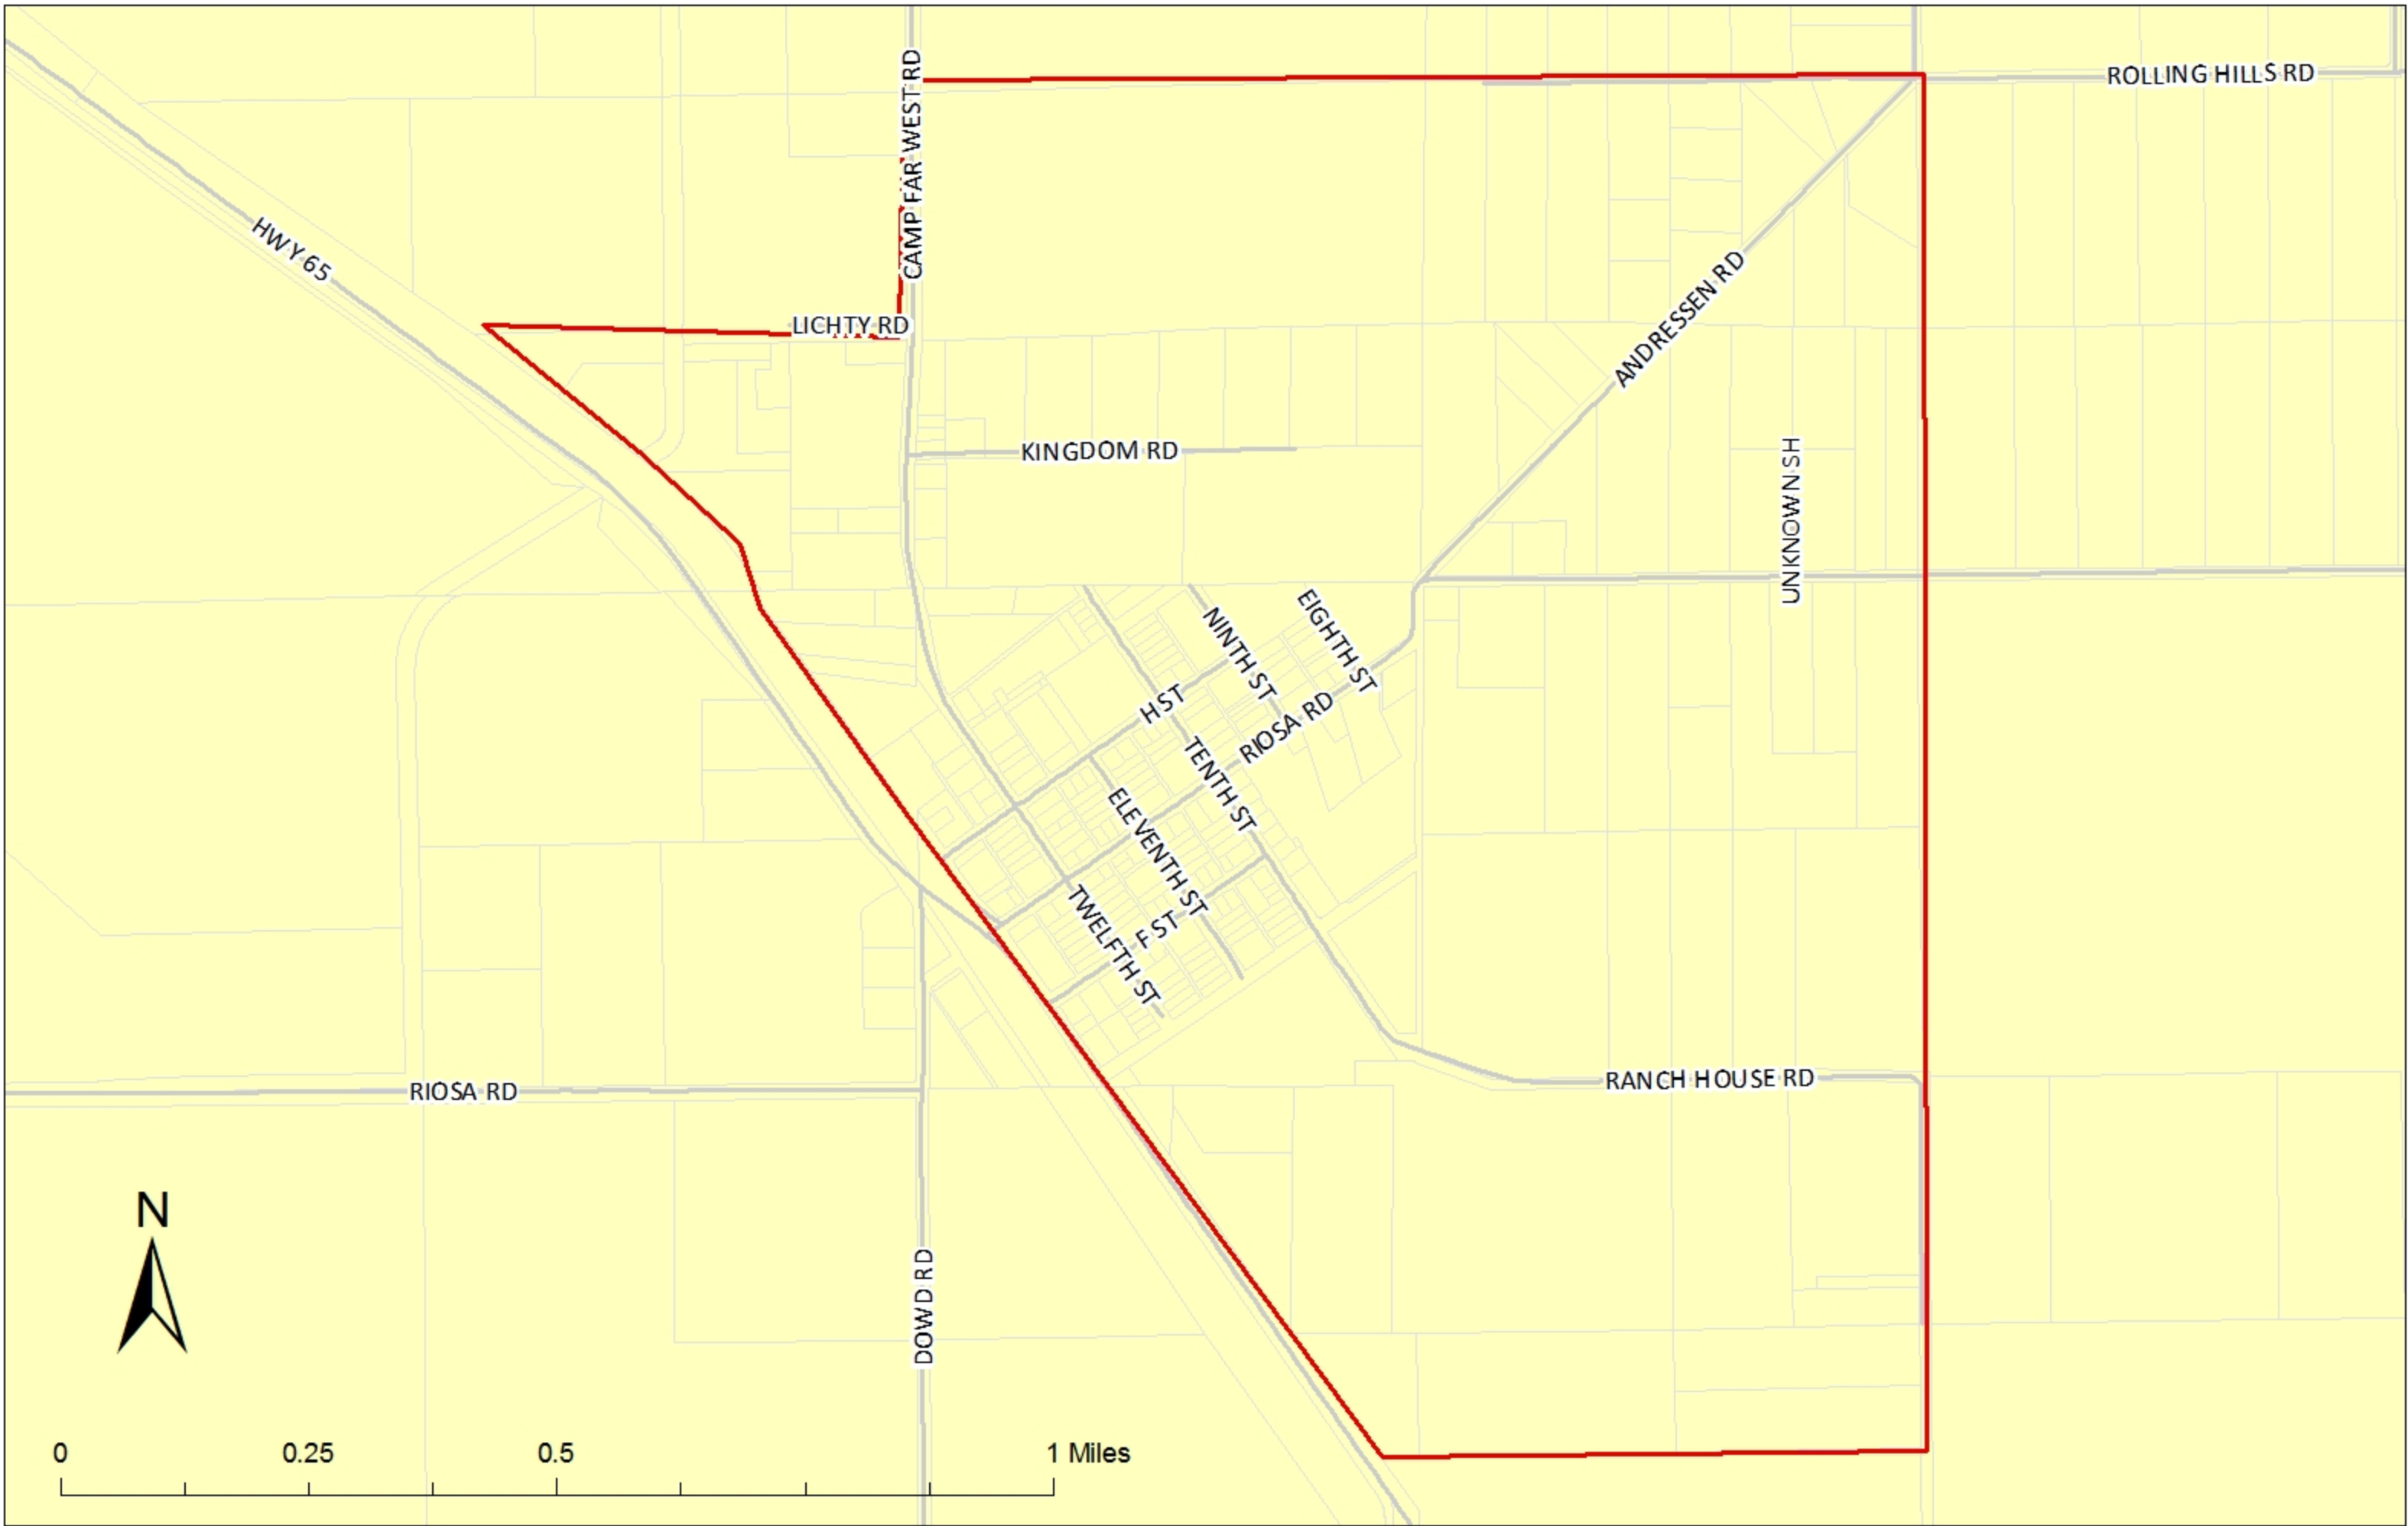 ROLLING HILLS RD
CAMP FAR WEST RD
HWY 65
ANDRESSEN RD
LICHTY RD
KINGDOM RD
UNKNOWN SH
EIGHTH ST
NINTH ST
H ST
RIOSA RD
TENTH ST
ELEVENTH ST
TWELFTH ST
F ST
RANCH HOUSE RD
RIOSA RD
N
DOWD RD
0 0.25 0.5 1 Miles